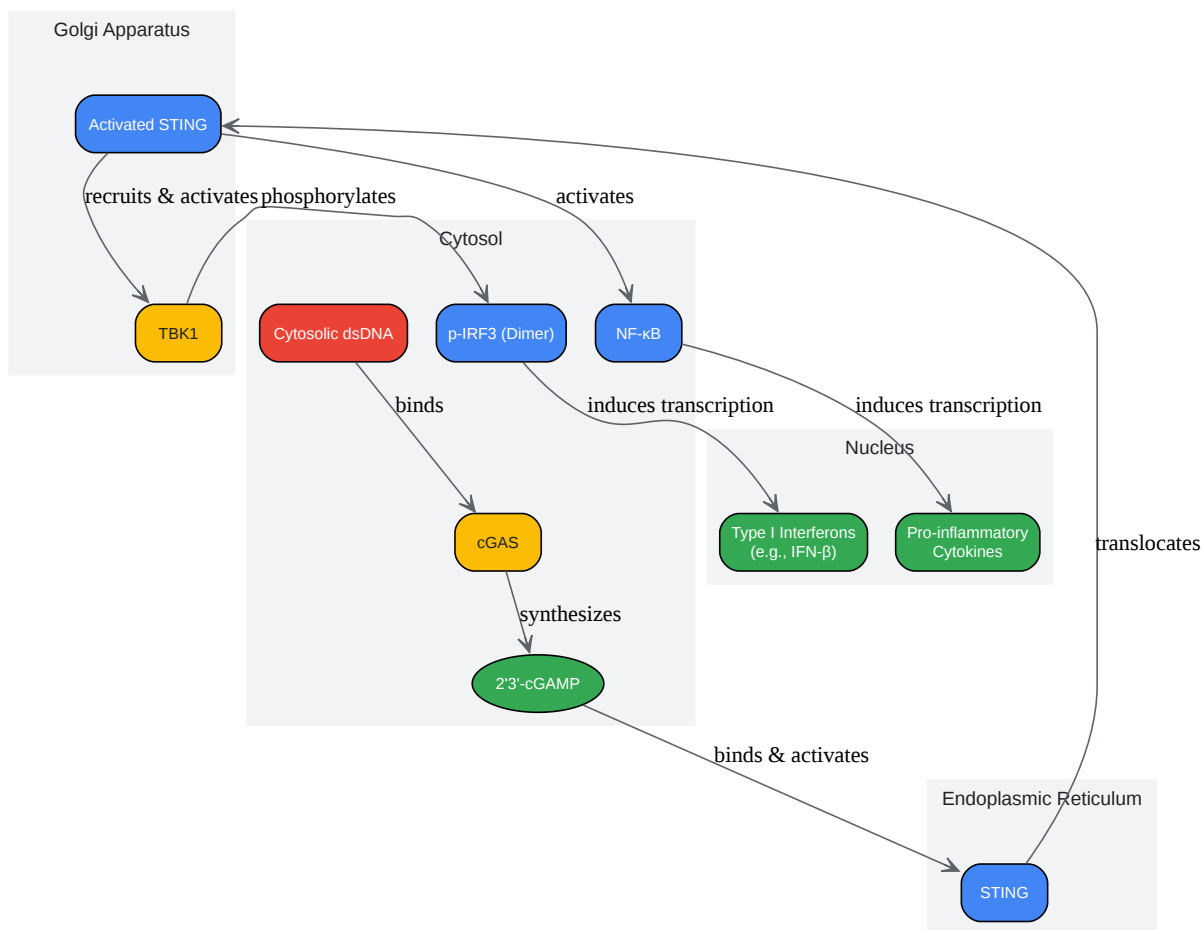 Golgi Apparatus
Activated STING
recruits & activates
phosphorylates
activates
Cytosol
TBK1
Cytosolic dsDNA
p-IRF3 (Dimer)
NF-κB
binds
induces transcription
induces transcription
Nucleus
cGAS
Type I Interferons
(e.g., IFN-β)
Pro-inflammatory
Cytokines
translocates
synthesizes
2'3'-cGAMP
binds & activates
Endoplasmic Reticulum
STING